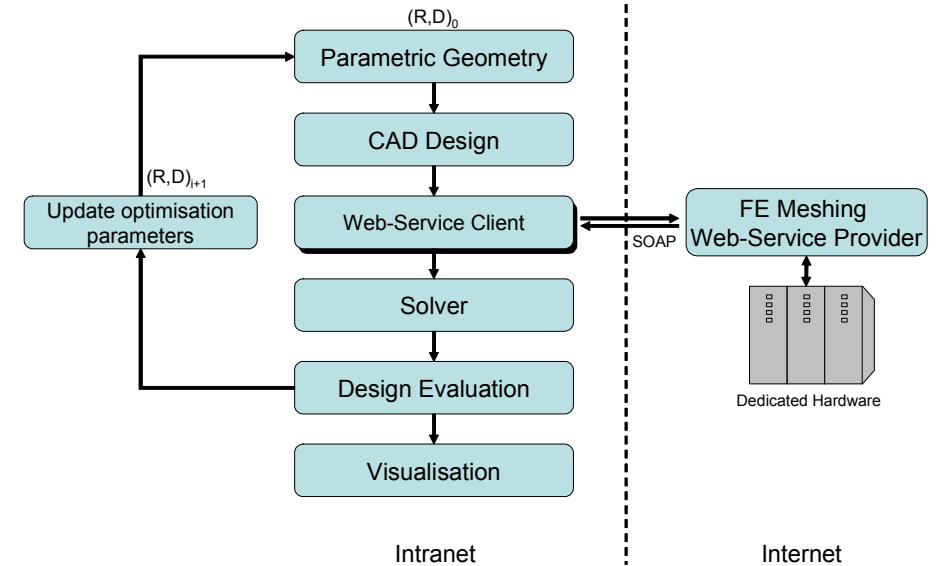 (R,D)0
Parametric Geometry
CAD Design
(R,D)i+1
Update optimisation
parameters
Web-Service Client
SOAP
FE Meshing
Web-Service Provider
Solver
Design Evaluation
Dedicated Hardware
Visualisation
Intranet
Internet